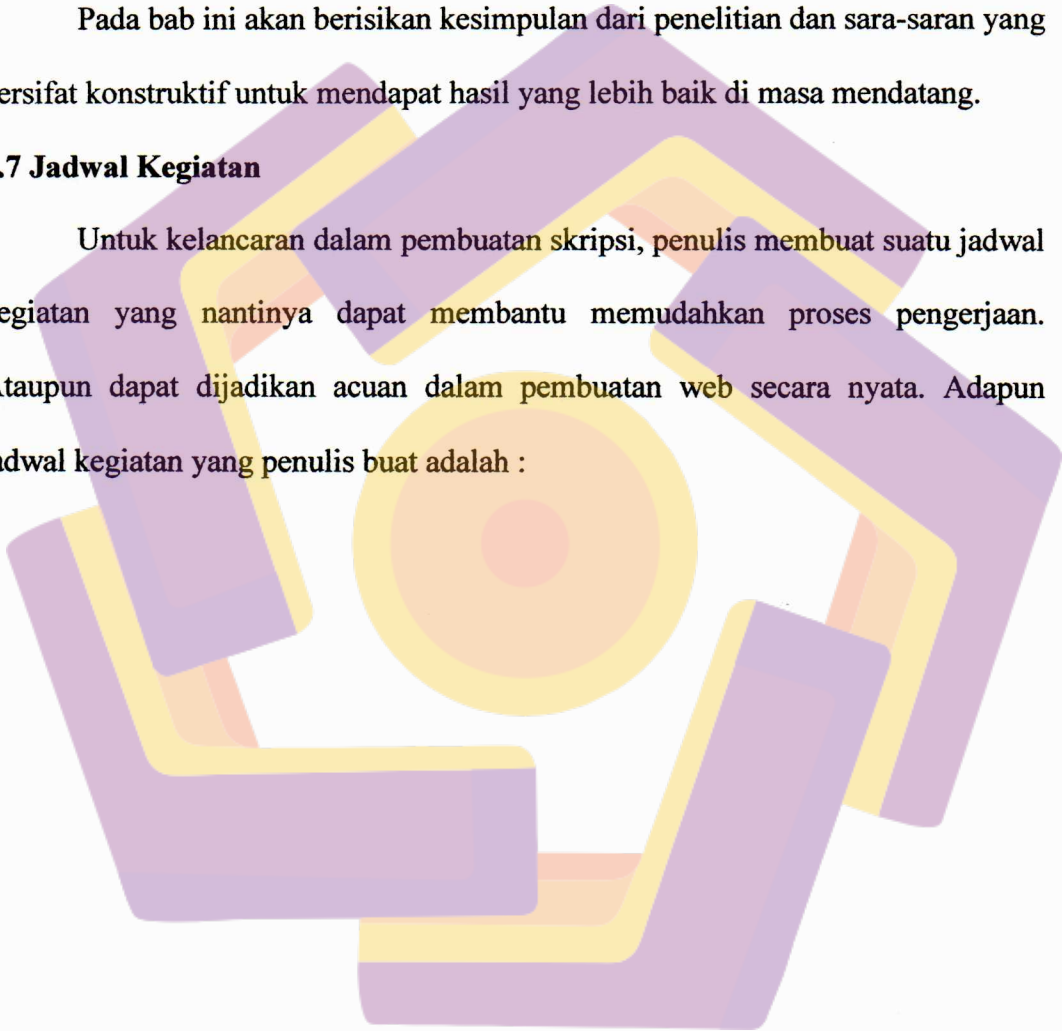 Pada bab ini akan berisikan kesimpulan dari penelitian dan sara-saran yang
ersifat konstruktif untuk mendapat hasil yang lebih baik di masa mendatang.
.7 Jadwal Kegiatan
Untuk kelancaran dalam pembuatan skripsi, penulis membuat suatu jadwal
egiatan yang nantinya dapat membantu memudahkan proses pengerjaan.
taupun dapat dijadikan acuan dalam pembuatan web secara nyata. Adapun
adwal kegiatan yang penulis buat adalah :